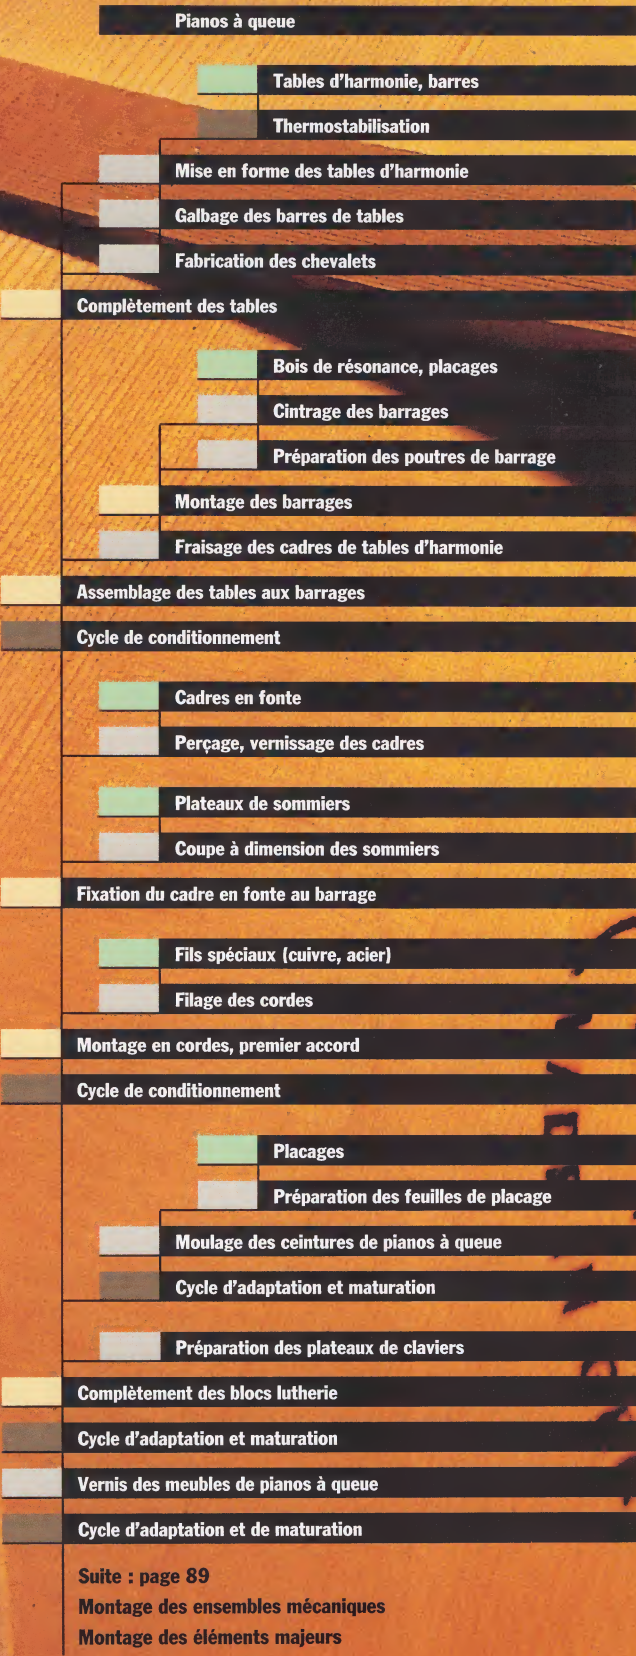 Pianos à queue
Tables d'harmonie, barres
Thermostabilisation
Mise en forme des tables d'harmonie
Galbage des barres de tables
Fabrication des chevalets
Complètement des tables
Bois de résonance, placages
Cintrage des barrages
Préparation des poutres de barrage
Montage des barrages
Fraisage des cadres de tables d'harmonie
Assemblage des tables aux barrages
Cycle de conditionnement
Cadres en fonte
Perçage, vernissage des cadres
Plateaux de sommiers
Coupe à dimension des sommiers
Fixation du cadre en fonte au barrage
Fils spéciaux (cuivre, acier)
Filage des cordes
Montage en cordes, premier accord
Cycle de conditionnement
Placages
Préparation des feuilles de placage
Moulage des ceintures de pianos à queue
Cycle d'adaptation et maturation
Préparation des plateaux de claviers
Complètement des blocs lutherie
Cycle d'adaptation et maturation
Vernis des meubles de pianos à queue
Cycle d'adaptation et de maturation
Suite : page 89
Montage des ensembles mécaniques
Montage des éléments majeurs